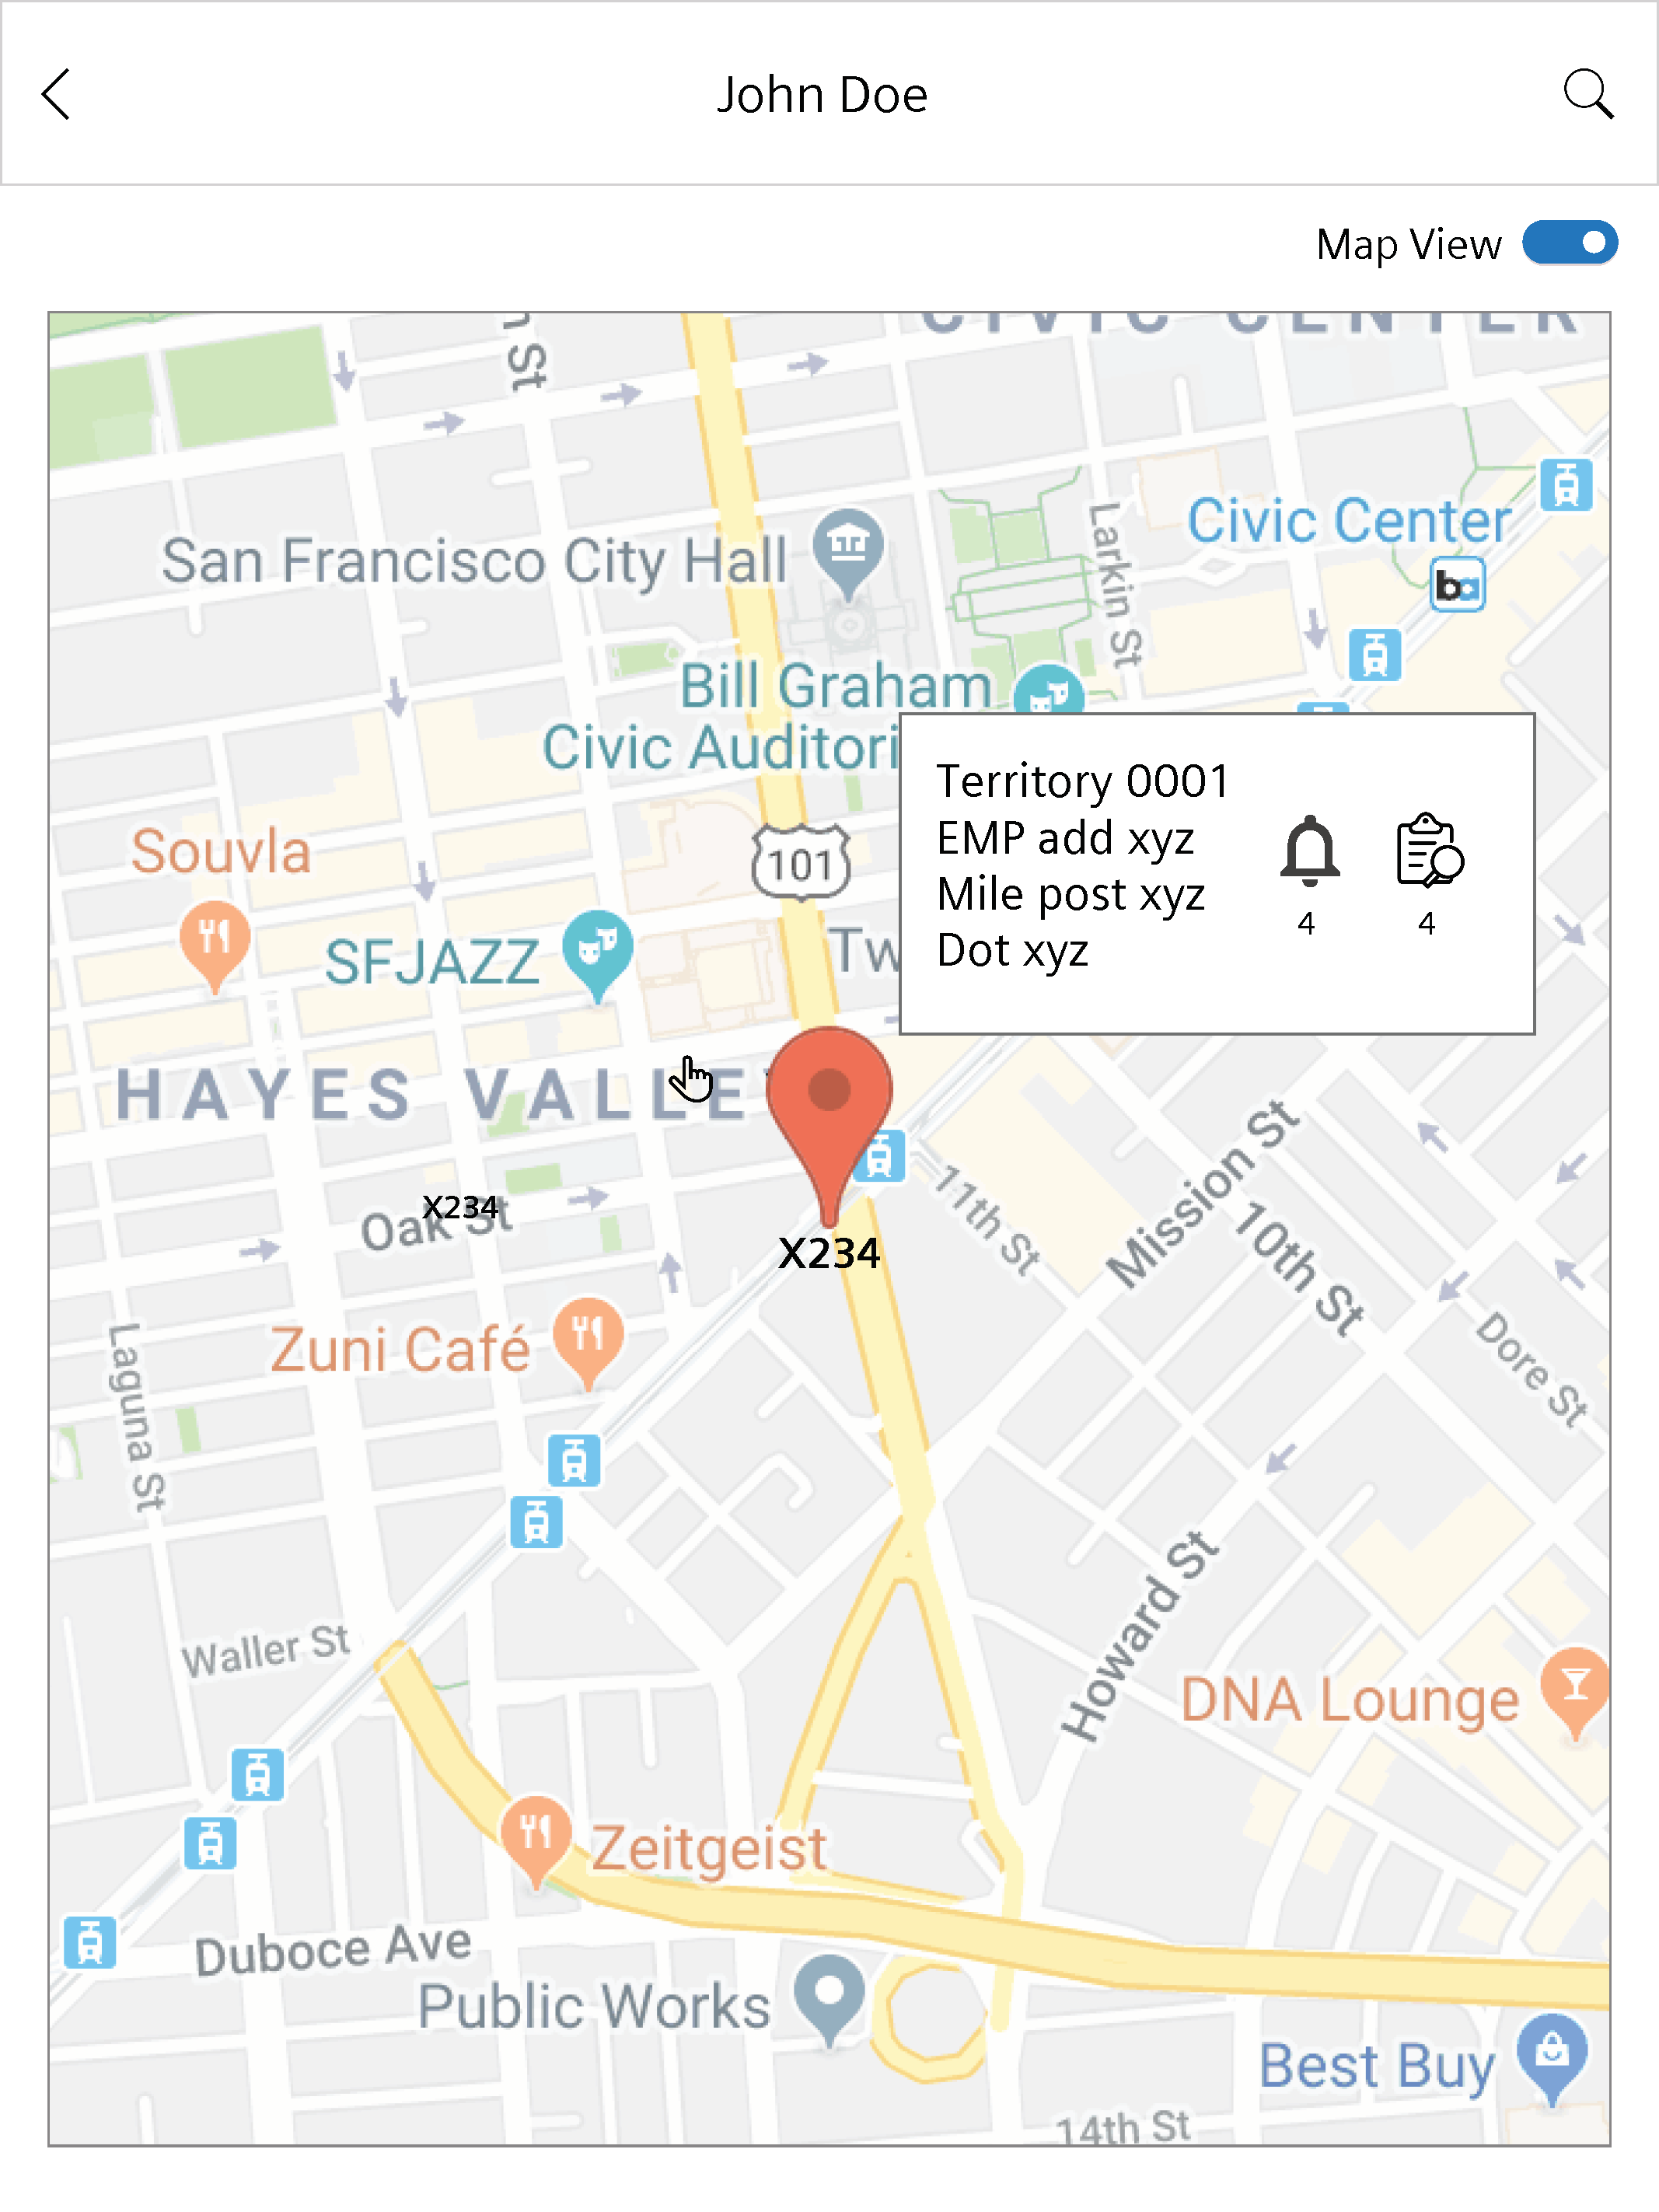 John Doe
Map View
CIVIC CENTER
n St
Civic Center
San Francisco City Hall
Larkin St
ba
Bill Graham
Civic Auditori
Territory 0001
EMP add xyz
Mile post xyz
Dot xyz
4
4
101
Souvla
SFJAZZ
Tw
HAYES VALLE
X234
Oak St
X234
11th St
Mission St
10th St
Dore St
Zuni Café
Laguna St
Waller St
Howard St
DNA Lounge
Zeitgeist
Duboce Ave
Public Works
Best Buy
14th St